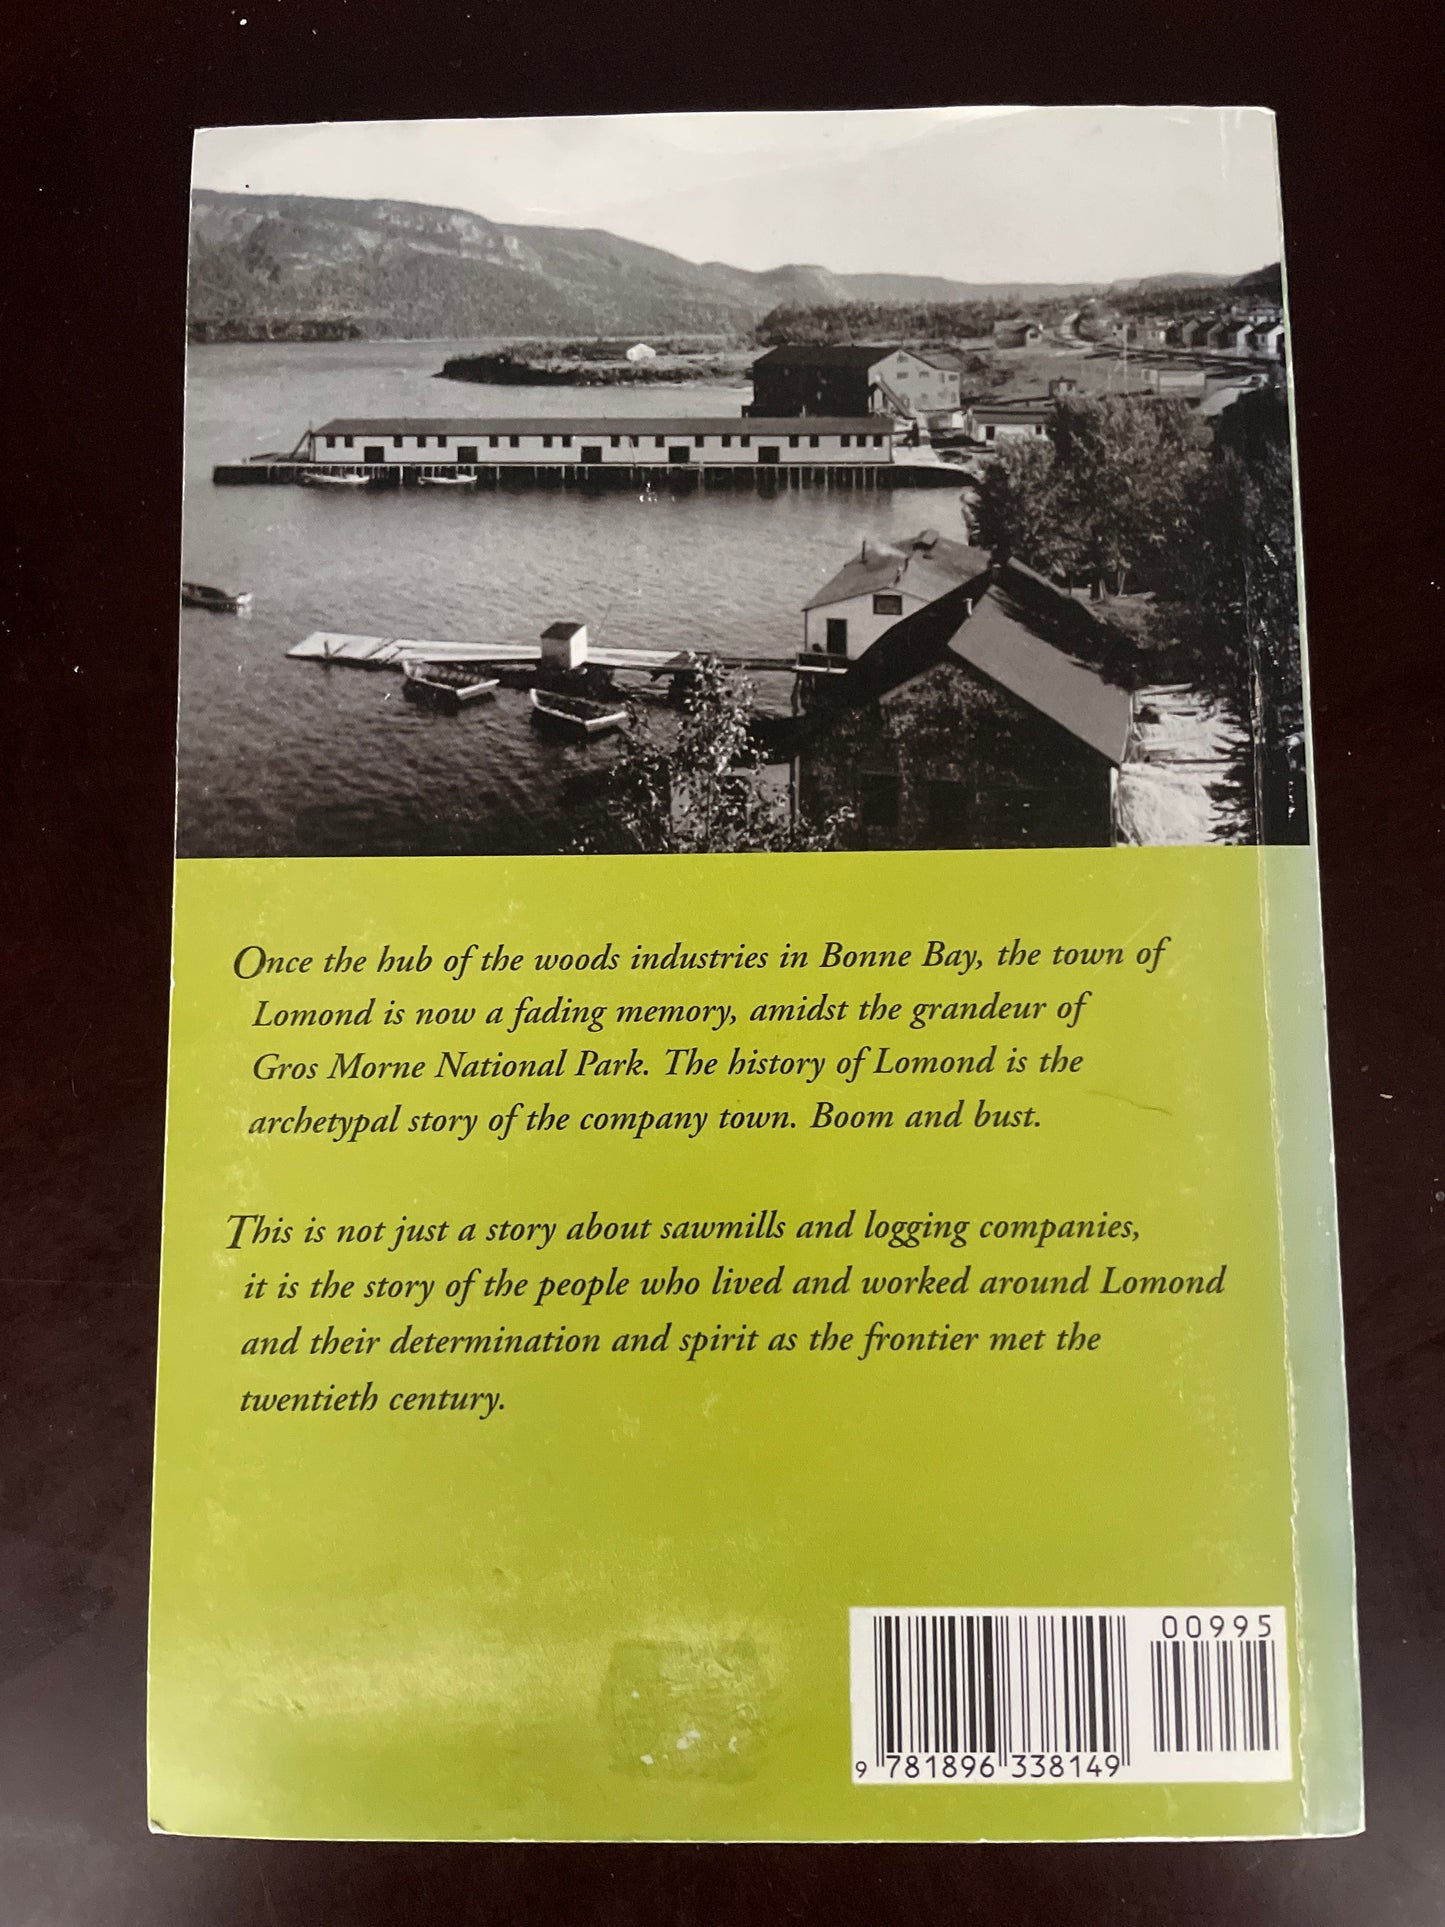 Once the hub of the woods industries in Bonne Bay, the town of
Lomond is now a fading memory, amidst the grandeur of
Gros Morne National Park. The history of Lomond is the
archetypal story of the company town. Boom and bust.
This is not just a story about sawmills and logging companies,
it is the story of the people who lived and worked around Lomond
and their determination and spirit as the frontier met the
twentieth century.
00995
9 781896 338149